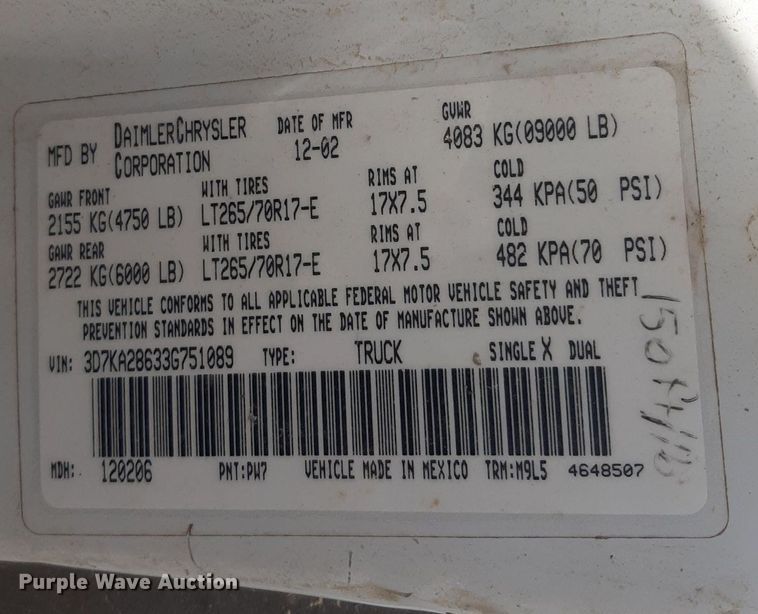 MFD BY DAIMLERCHRYSLER CORPORATION DATE OF MFR 12-02 GVWR 4083 KG(09000 LB)
GAWR FRONT WITH TIRES RIMS AT COLD
2155 KG(4750 LB) LT265/70R17-E 17X7.5 344 KPA(50 PSI)
GAWR REAR WITH TIRES RIMS AT COLD
2722 KG(6000 LB) LT265/70R17-E 17X7.5 482 KPA(70 PSI)
THIS VEHICLE CONFORMS TO ALL APPLICABLE FEDERAL MOTOR VEHICLE SAFETY AND THEFT
PREVENTION STANDARDS IN EFFECT ON THE DATE OF MANUFACTURE SHOWN ABOVE.
VIN: 3D7KA28633G751089 TYPE: TRUCK SINGLE X DUAL
MDH: 120206 PNT:PW7 VEHICLE MADE IN MEXICO TRM:M9L5 4648507
Purple Wave Auction